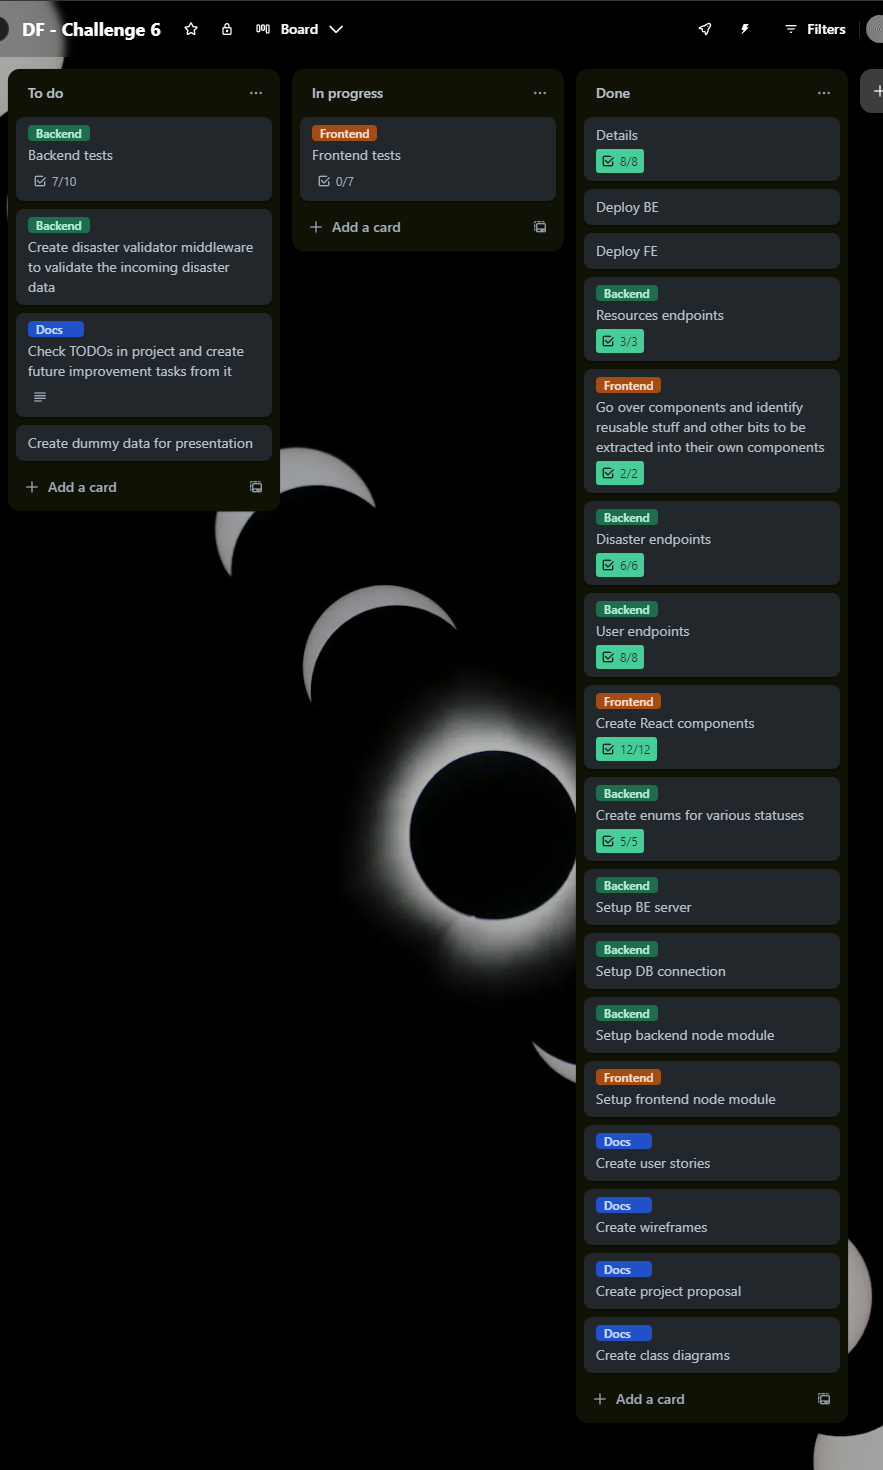 DF - Challenge 6
Board
Filters
To do
Backend
Backend tests
7/10
Backend
Create disaster validator middleware
to validate the incoming disaster
data
Docs
Check TODOs in project and create
future improvement tasks from it
Create dummy data for presentation
Add a card
In progress
Frontend
Frontend tests
0/7
Add a card
Done
Details
8/8
Deploy BE
Deploy FE
Backend
Resources endpoints
3/3
Frontend
Go over components and identify
reusable stuff and other bits to be
extracted into their own components
2/2
Backend
Disaster endpoints
6/6
Backend
User endpoints
8/8
Frontend
Create React components
12/12
Backend
Create enums for various statuses
5/5
Backend
Setup BE server
Backend
Setup DB connection
Backend
Setup backend node module
Frontend
Setup frontend node module
Docs
Create user stories
Docs
Create wireframes
Docs
Create project proposal
Docs
Create class diagrams
Add a card